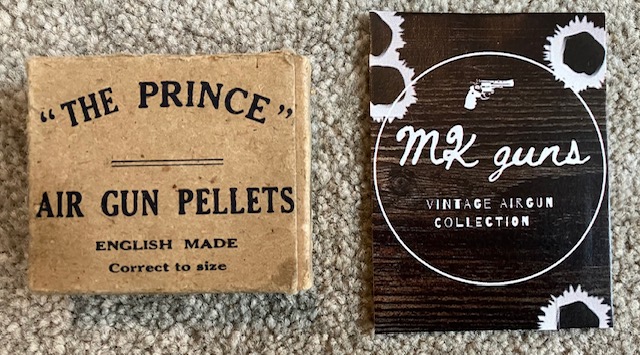 "THE PRINCE"
AIR GUN PELLETS
ENGLISH MADE
Correct to size
MK guns
VINTAGE AIRGUN
COLLECTION